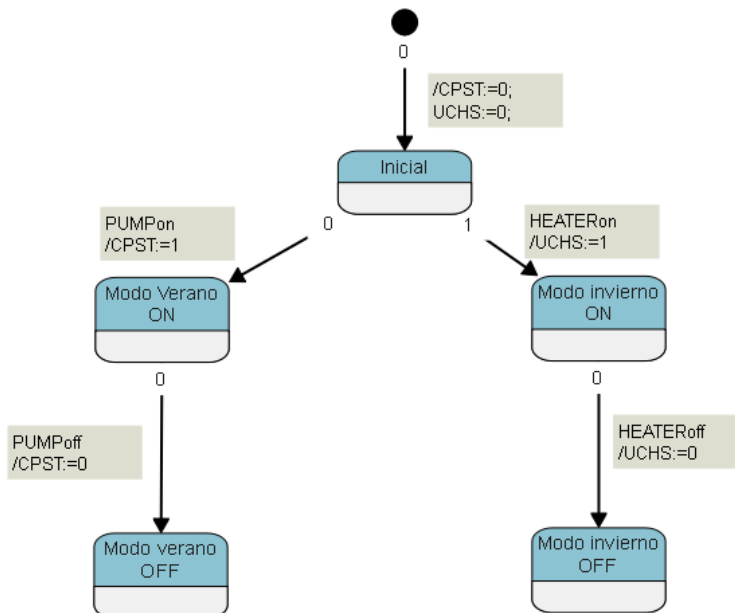 0
/CPST:=0;
UCHS:=0;
Inicial
0
1
PUMPon
/CPST:=1
HEATERon
/UCHS:=1
Modo Verano
ON
Modo invierno
ON
0
0
PUMPoff
/CPST:=0
HEATERoff
/UCHS:=0
Modo verano
OFF
Modo invierno
OFF